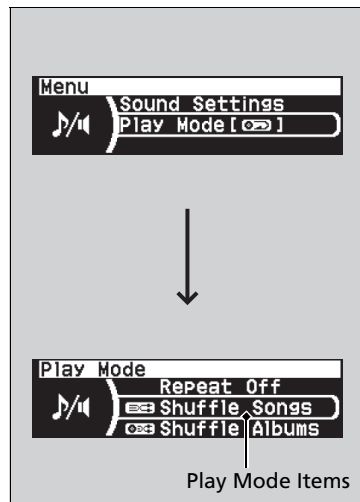 Menu
Sound Settings
Play Mode[ ]
Play Mode
Repeat Off
Shuffle Songs
Shuffle Albums
Play Mode Items